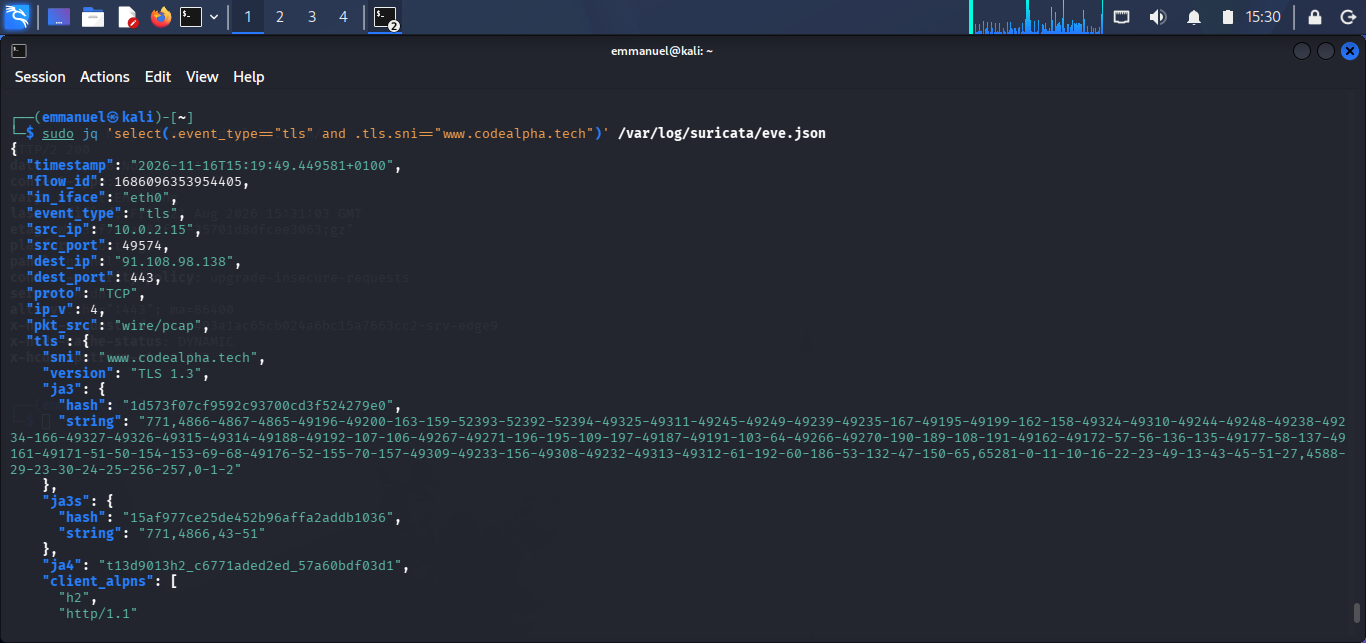 1 2 3 4 2 15:30
emmanuel@kali: ~
Session Actions Edit View Help
┌──(emmanuel㉿kali)-[~]
└─$ sudo jq 'select(.event_type=="tls" and .tls.sni=="www.codealpha.tech")' /var/log/suricata/eve.json
{
"timestamp": "2026-11-16T15:19:49.449581+0100",
"flow_id": 1686096353954405,
"in_iface": "eth0",
"event_type": "tls",
"src_ip": "10.0.2.15",
"src_port": 49574,
"dest_ip": "91.108.98.138",
"dest_port": 443,
"proto": "TCP",
"ip_v": 4,
"pkt_src": "wire/pcap",
"tls": {
"sni": "www.codealpha.tech",
"version": "TLS 1.3",
"ja3": {
"hash": "1d573f07cf9592c93700cd3f524279e0",
"string": "771,4866-4867-4865-49196-49200-163-159-52393-52392-52394-49325-49311-49245-49249-49239-49235-167-49195-49199-162-158-49324-49310-49244-49248-49238-492
34-166-49327-49326-49315-49314-49188-49192-107-106-49267-49271-196-195-109-197-49187-49191-103-64-49266-49270-190-189-108-191-49162-49172-57-56-136-135-49177-58-137-49
161-49171-51-50-154-153-69-68-49176-52-155-70-157-49309-49233-156-49308-49232-49313-49312-61-192-60-186-53-132-47-150-65,65281-0-11-10-16-22-23-49-13-43-45-51-27,4588-
29-23-30-24-25-256-257,0-1-2"
},
"ja3s": {
"hash": "15af977ce25de452b96affa2addb1036",
"string": "771,4866,43-51"
},
"ja4": "t13d9013h2_c6771aded2ed_57a60bdf03d1",
"client_alpns": [
"h2",
"http/1.1"